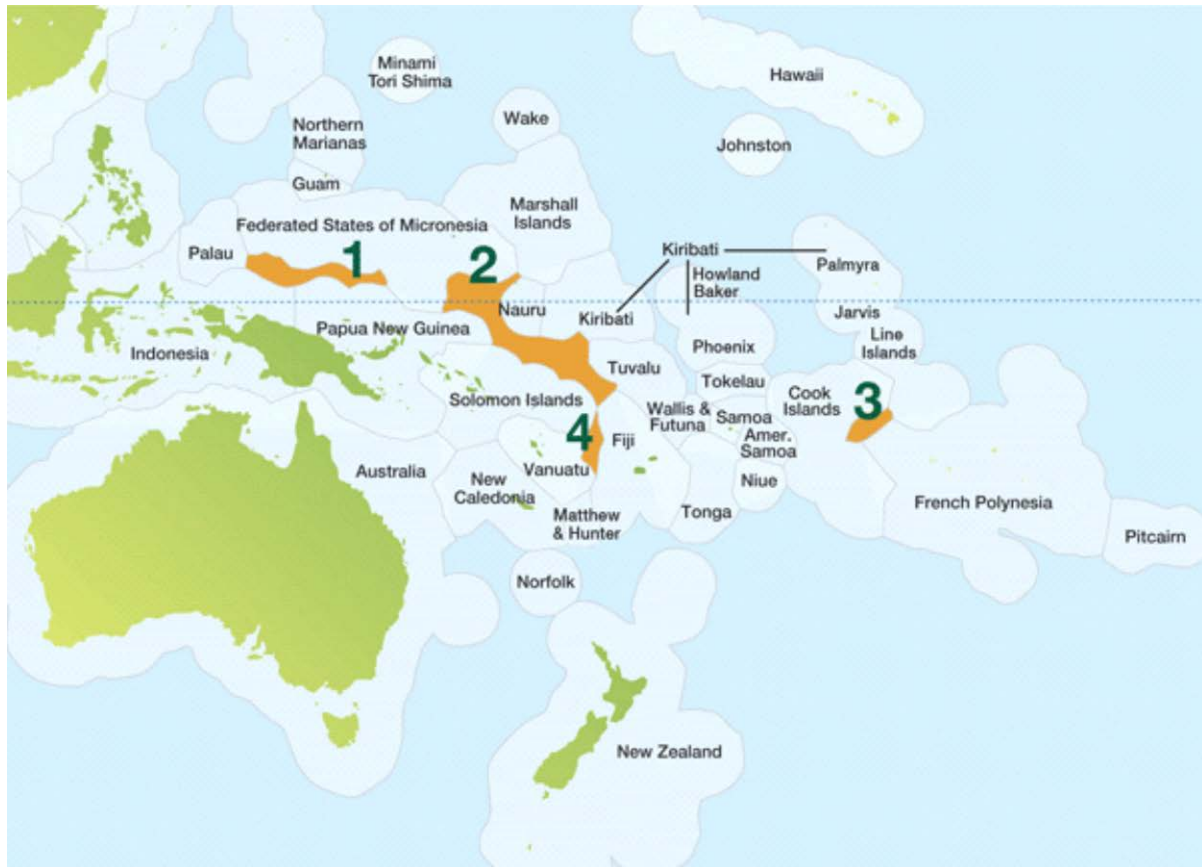 Minami
Tori Shima
Hawaii
Wake
Northern
Marianas
Johnston
Guam
Marshall
Islands
Federated States of Micronesia
Palau
1
2
Kiribati
Palmyra
Howland
Baker
Nauru
Kiribati
Jarvis
Papua New Guinea
Indonesia
Line
Islands
Phoenix
Tuvalu
Tokelau
Solomon Islands
Cook
Islands
3
Wallis &
Futuna
Samoa
Amer.
Samoa
4
Fiji
Vanuatu
Australia
New
Caledonia
Niue
French Polynesia
Tonga
Matthew
& Hunter
Pitcairn
Norfolk
New Zealand